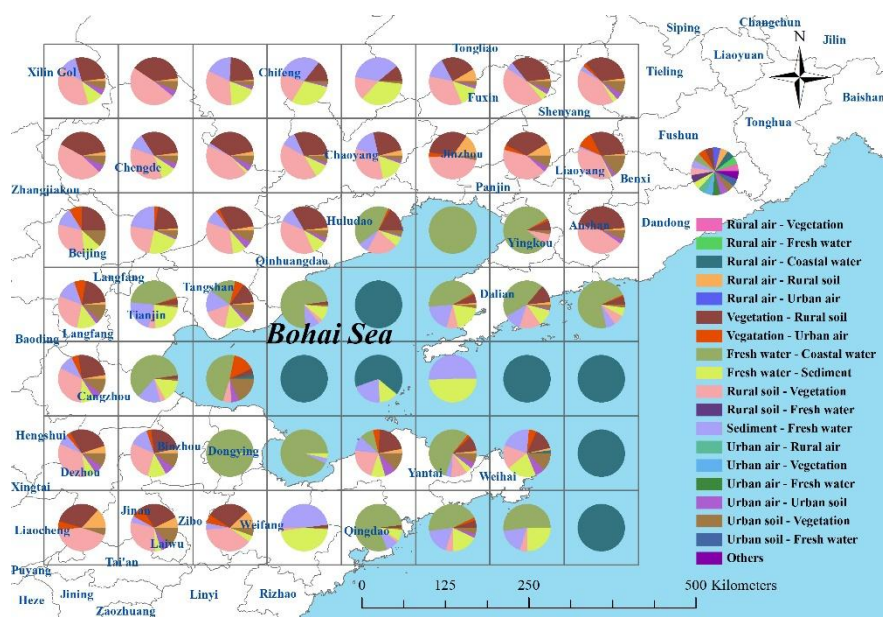 Changchun
Siping
N
Jilin
Tongliao
Liaoyuan
Xilin Gol
Chifeng
Tieling
Baishan
Fuxin
Shenyang
Tonghua
Fushun
Chaoyang
Jinzhou
Chengde
Liaoyang
Benxi
Zhangjiakou
Panjin
Huludao
Anshan
Dandong
Rural air - Vegetation
Yingkou
Rural air - Fresh water
Beijing
Qinhuangdao
Rural air - Coastal water
Langfang
Tangshan
Rural air - Rural soil
Dalian
Rural air - Urban air
Tianjin
Vegetation - Rural soil
Baoding
Langfang
Bohai Sea
Vegatation - Urban air
Fresh water - Coastal water
Fresh water - Sediment
Cangzhou
Rural soil - Vegetation
Rural soil - Fresh water
Sediment - Fresh water
Hengshui
Binzhou
Dongying
Urban air - Rural air
Dezhou
Yantai
Weihai
Urban air - Vegetation
Xingtai
Urban air - Fresh water
Urban air - Urban soil
Jinan
Zibo
Weifang
Qingdao
Urban soil - Vegetation
Liaocheng
Laiwu
Urban soil - Fresh water
Tai'an
Others
Puyang
0
125
250
500 Kilometers
Heze
Jining
Linyi
Rizhao
Zaozhuang